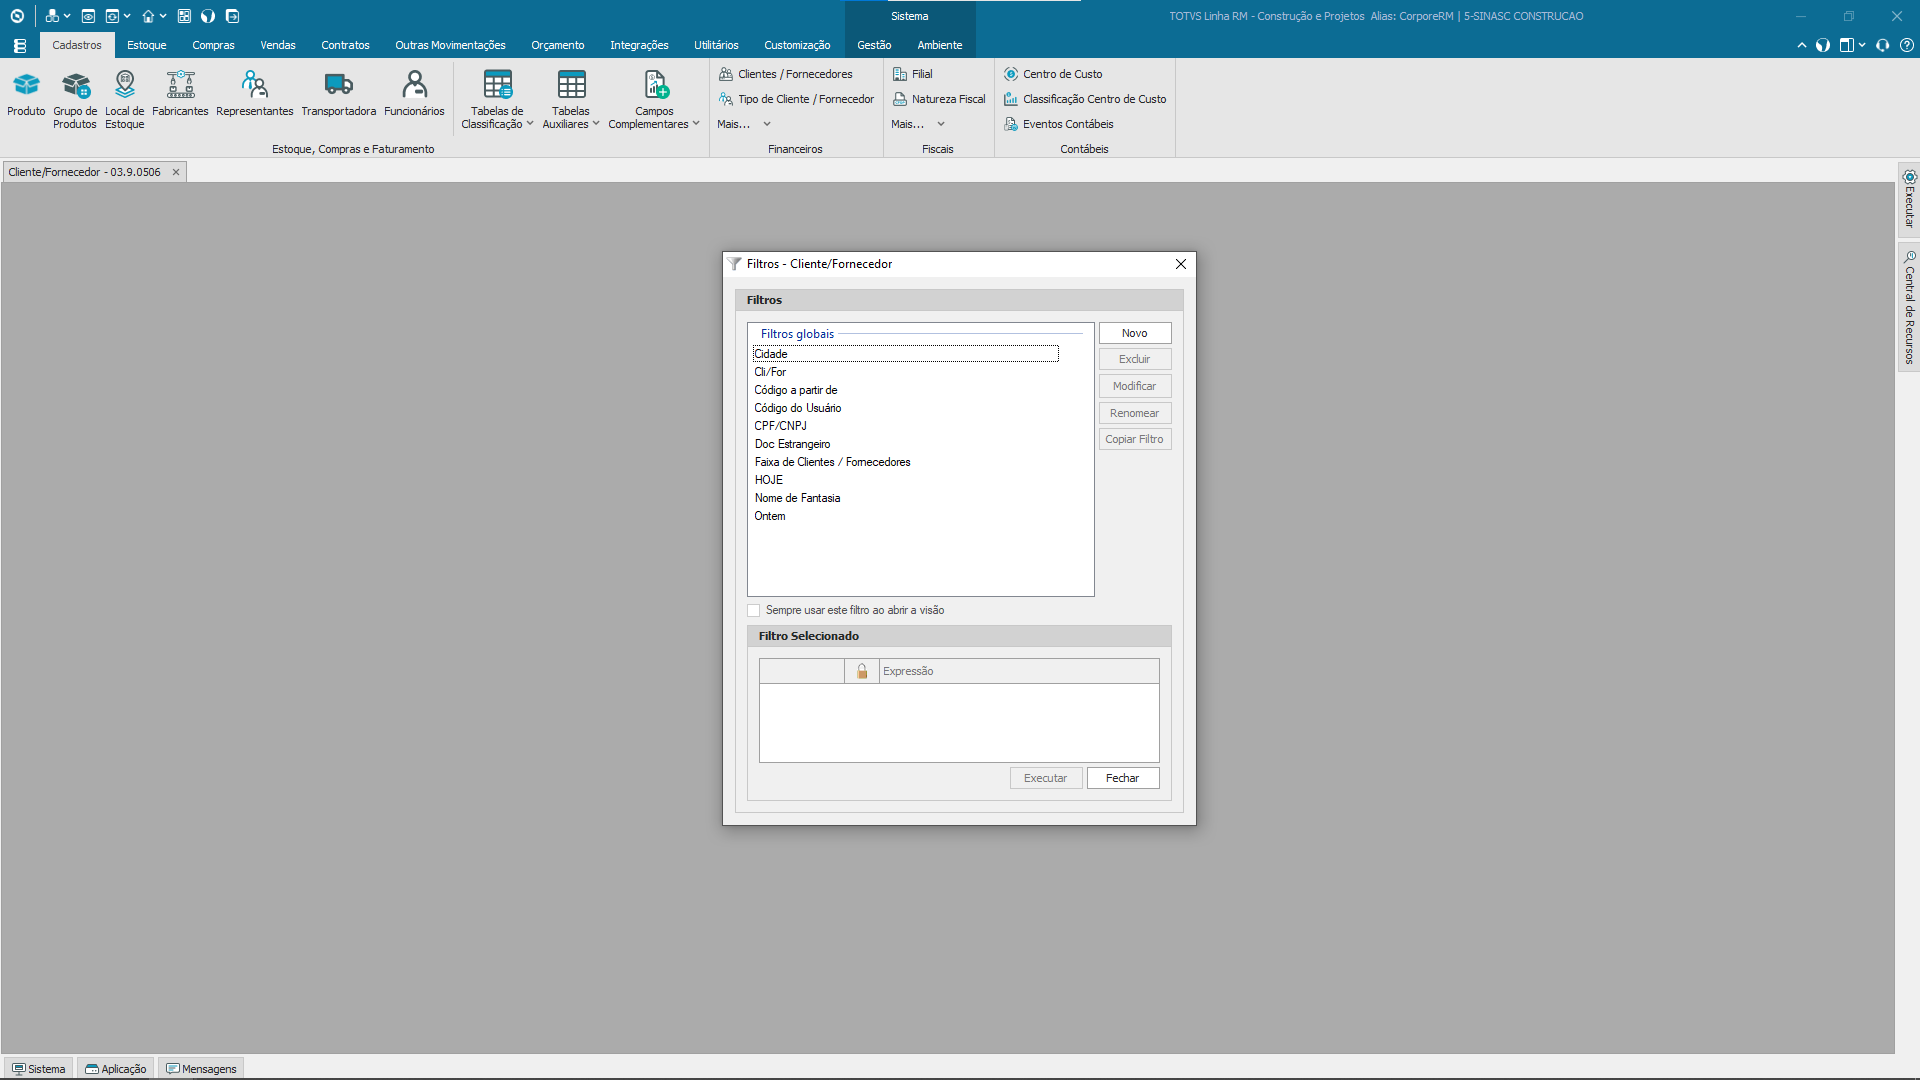 Sistema
TOTVS Linha RM - Construção e Projetos  Alias: CorporeRM | 5-SINASC CONSTRUCAO
Cadastros
Estoque
Compras
Vendas
Contratos
Outras Movimentações
Orçamento
Integrações
Utilitários
Customização
Gestão
Ambiente
Produto
Grupo de
Produtos
Local de
Estoque
Fabricantes
Representantes
Transportadora
Funcionários
Tabelas de
Classificação
Tabelas
Auxiliares
Campos
Complementares
Estoque, Compras e Faturamento
Clientes / Fornecedores
Tipo de Cliente / Fornecedor
Mais...
Financeiros
Filial
Natureza Fiscal
Mais...
Fiscais
Centro de Custo
Classificação Centro de Custo
Eventos Contábeis
Contábeis
Cliente/Fornecedor - 03.9.0506
Executar
Central de Recursos
Filtros - Cliente/Fornecedor
Filtros
Filtros globais
Cidade
Cli/For
Código a partir de
Código do Usuário
CPF/CNPJ
Doc Estrangeiro
Faixa de Clientes / Fornecedores
HOJE
Nome de Fantasia
Ontem
Novo
Excluir
Modificar
Renomear
Copiar Filtro
Sempre usar este filtro ao abrir a visão
Filtro Selecionado
Expressão
Executar
Fechar
Sistema
Aplicação
Mensagens